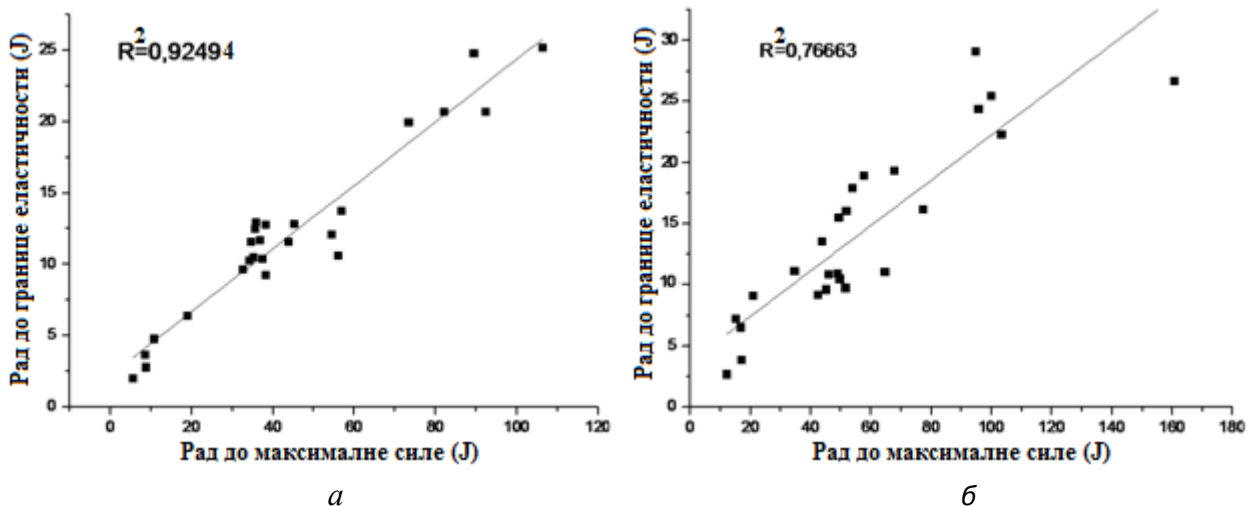 R²=0,92494
Рад до границе еластичности (J)
25
20
15
10
5
0
0 20 40 60 80 100 120
Рад до максималне силе (J)
а
R²=0,76663
Рад до границе еластичности (J)
30
25
20
15
10
5
0
0 20 40 60 80 100 120 140 160 180
Рад до максималне силе (J)
б